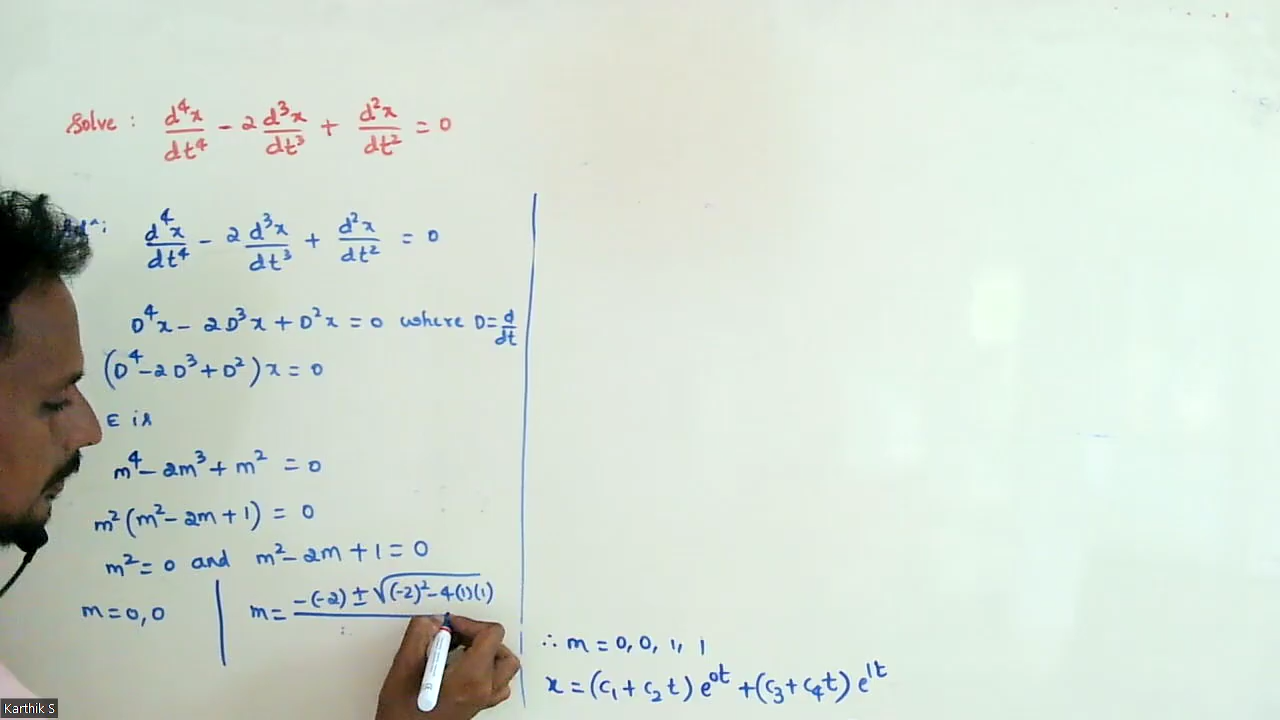 Solve : d⁴x/dt⁴ - 2 d³x/dt³ + d²x/dt² = 0
d⁴x/dt⁴ - 2 d³x/dt³ + d²x/dt² = 0
D⁴x - 2D³x + D²x = 0 where D = d/dt
(D⁴ - 2D³ + D²)x = 0
E is
m⁴ - 2m³ + m² = 0
m²(m² - 2m + 1) = 0
m² = 0 and m² - 2m + 1 = 0
m = 0, 0
m = -(-2) ± √(-2)² - 4(1)(1)
∴ m = 0, 0, 1, 1
x = (c₁ + c₂t) e^0t + (c₃ + c₄t) e^1t
Karthik S